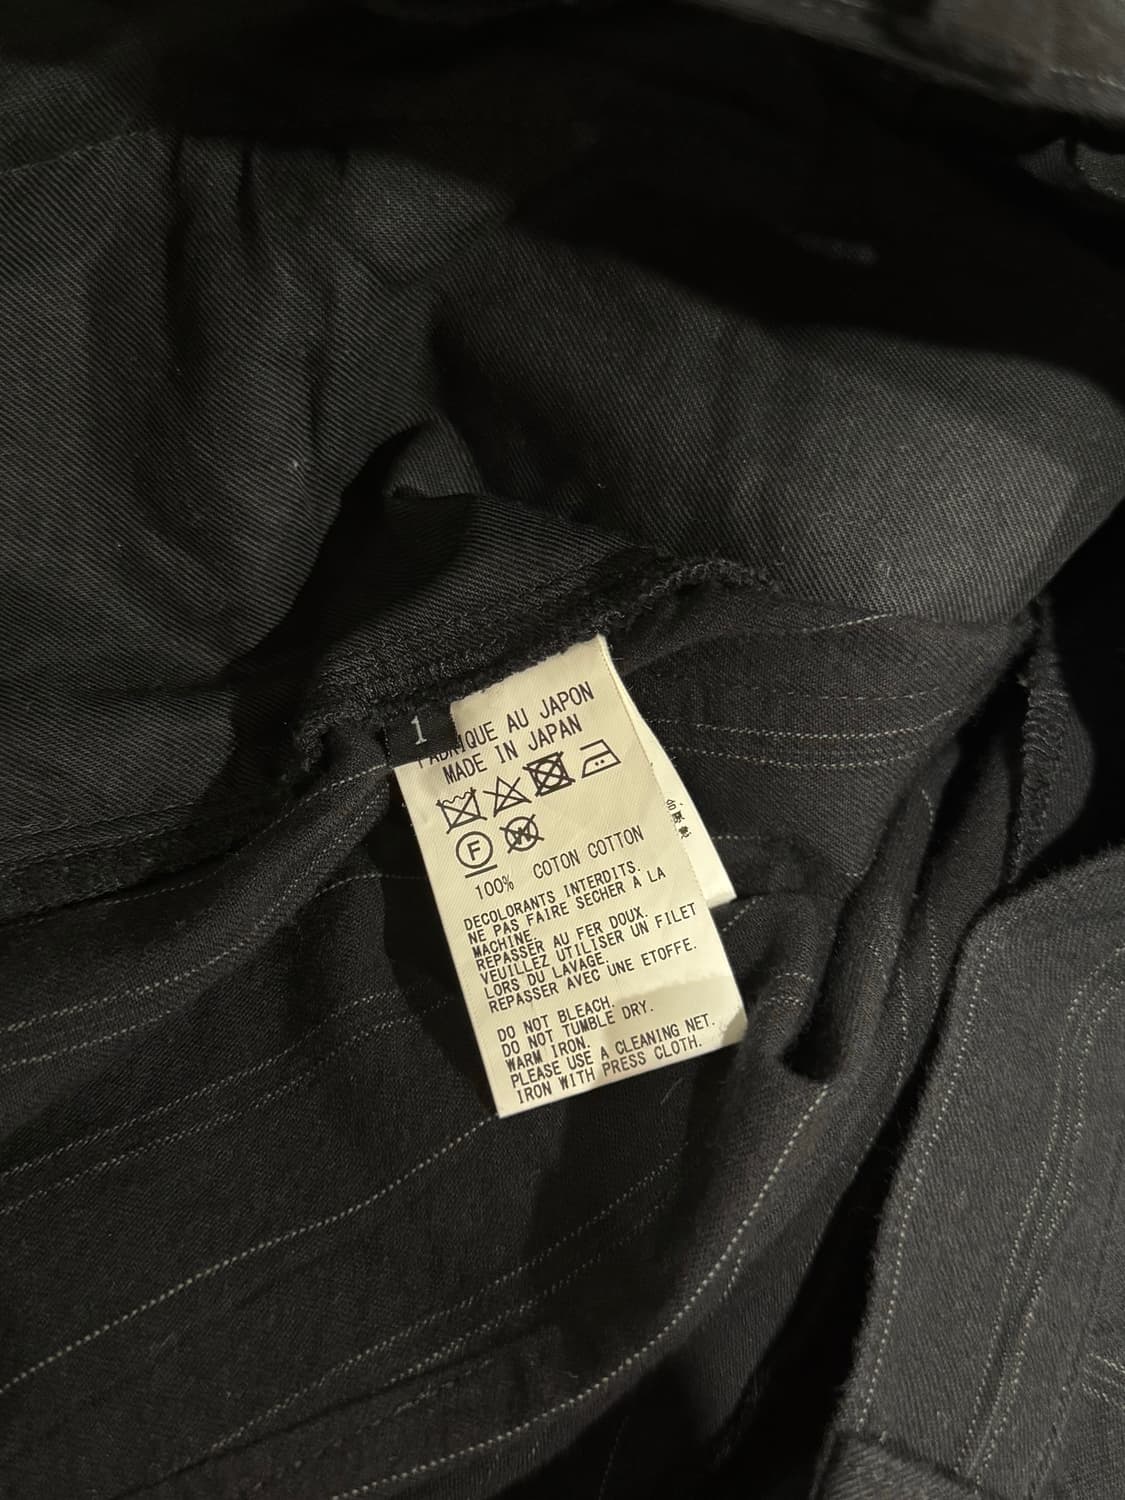 1
FABRIQUE AU JAPON
MADE IN JAPAN
F
W
100% COTON COTTON
DECOLORANTS INTERDITS.
NE PAS FAIRE SECHER À LA
MACHINE.
REPASSER AU FER DOUX.
VEUILLEZ UTILISER UN FILET
LORS DU LAVAGE.
REPASSER AVEC UNE ETOFFE.
DO NOT BLEACH.
DO NOT TUMBLE DRY.
WARM IRON.
PLEASE USE A CLEANING NET.
IRON WITH PRESS CLOTH.